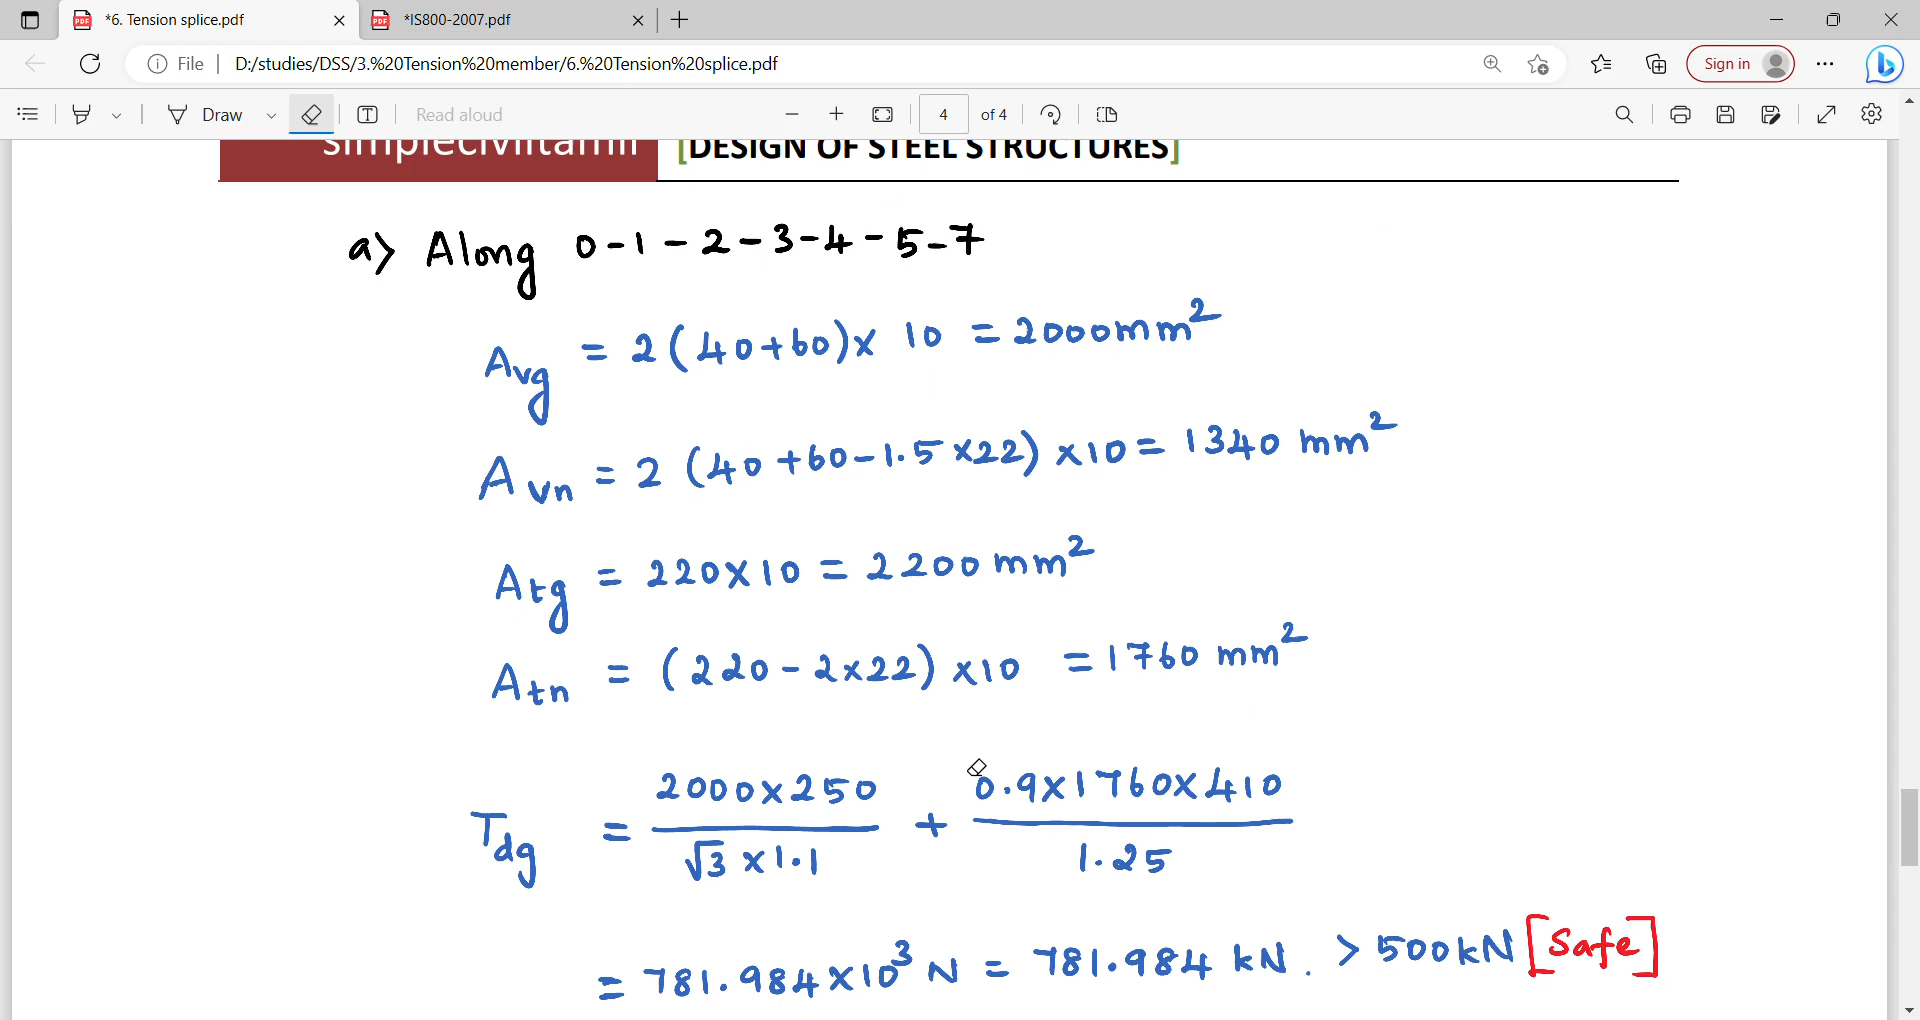 *6. Tension splice.pdf
*IS800-2007.pdf
File | D:/studies/DSS/3.%20Tension%20member/6.%20Tension%20splice.pdf
Sign in
Draw
Read aloud
4 of 4
simpleciviltamil [DESIGN OF STEEL STRUCTURES]
a) Along 0-1-2-3-4-5-7
Avg = 2(40+60)x 10 = 2000mm²
Avn = 2 (40+60-1.5x22) x10 = 1340 mm²
Atg = 220x10 = 2200 mm²
Atn = (220-2x22) x10 = 1760 mm²
2000x250 0.9x1760x410
Tdg = +
√3 x1.1 1.25
= 781.984x10³ N = 781.984 kN. > 500kN [Safe]